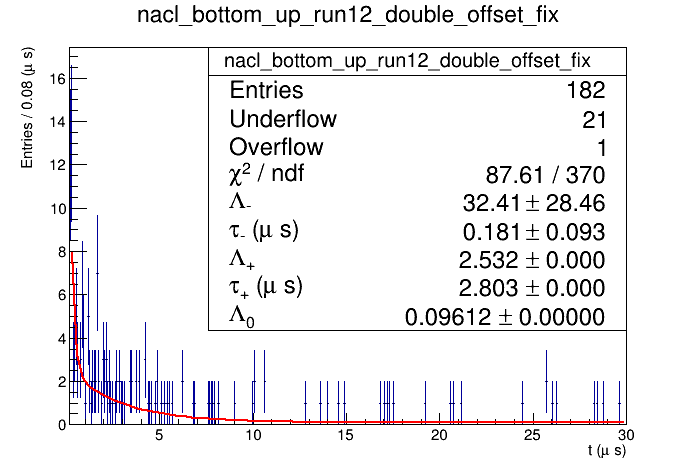 nacl_bottom_up_run12_double_offset_fix
Entries / 0.08 (μ s)
nacl_bottom_up_run12_double_offset_fix
Entries 182
Underflow 21
Overflow 1
χ² / ndf 87.61 / 370
Λ₋ 32.41 ± 28.46
τ₋ (μ s) 0.181 ± 0.093
Λ₊ 2.532 ± 0.000
τ₊ (μ s) 2.803 ± 0.000
Λ₀ 0.09612 ± 0.00000
16
14
12
10
8
6
4
2
0
5 10 15 20 25 30
t (μ s)